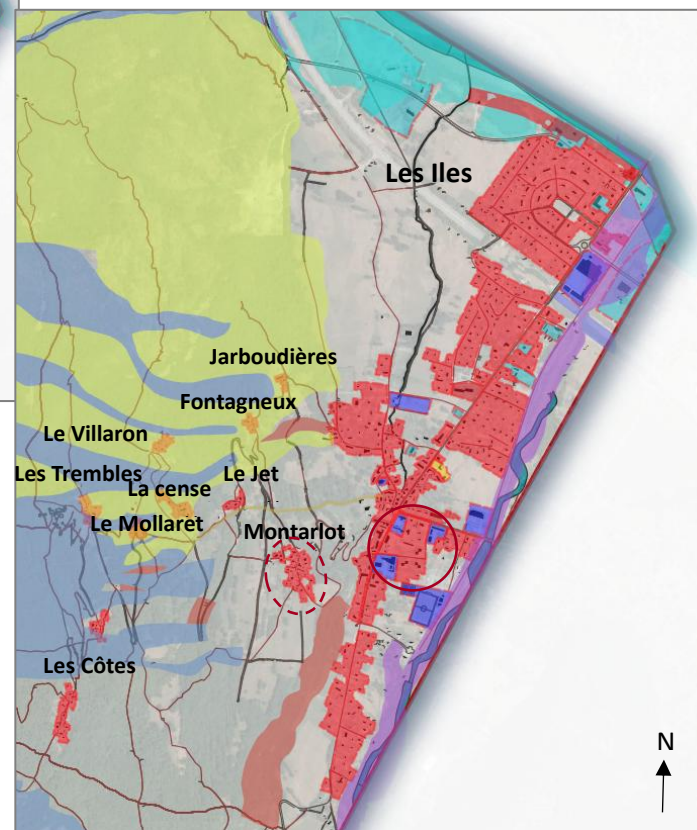 Les Iles
Jarboudières
Fontagneux
Le Villaron
Les Trembles
Le Jet
La cense
Le Mollaret
Montarlot
Les Côtes
N